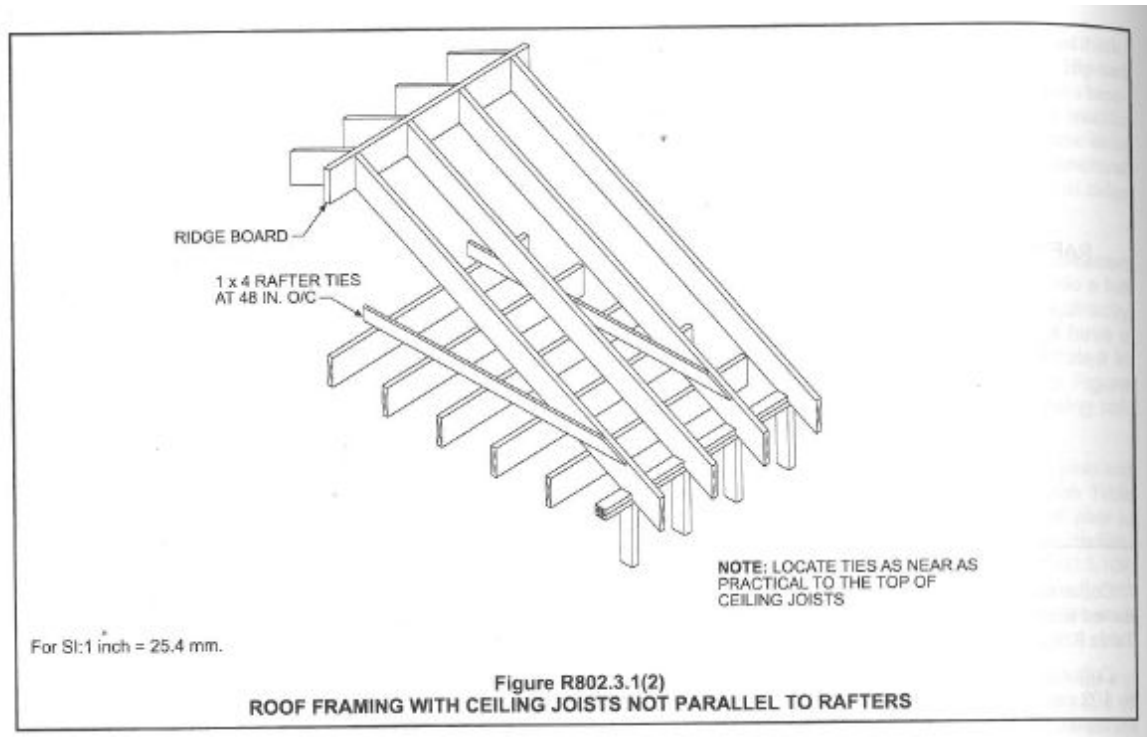 RIDGE BOARD
1 x 4 RAFTER TIES
AT 48 IN. O/C
NOTE: LOCATE TIES AS NEAR AS
PRACTICAL TO THE TOP OF
CEILING JOISTS
For SI:1 inch = 25.4 mm.
Figure R802.3.1(2)
ROOF FRAMING WITH CEILING JOISTS NOT PARALLEL TO RAFTERS